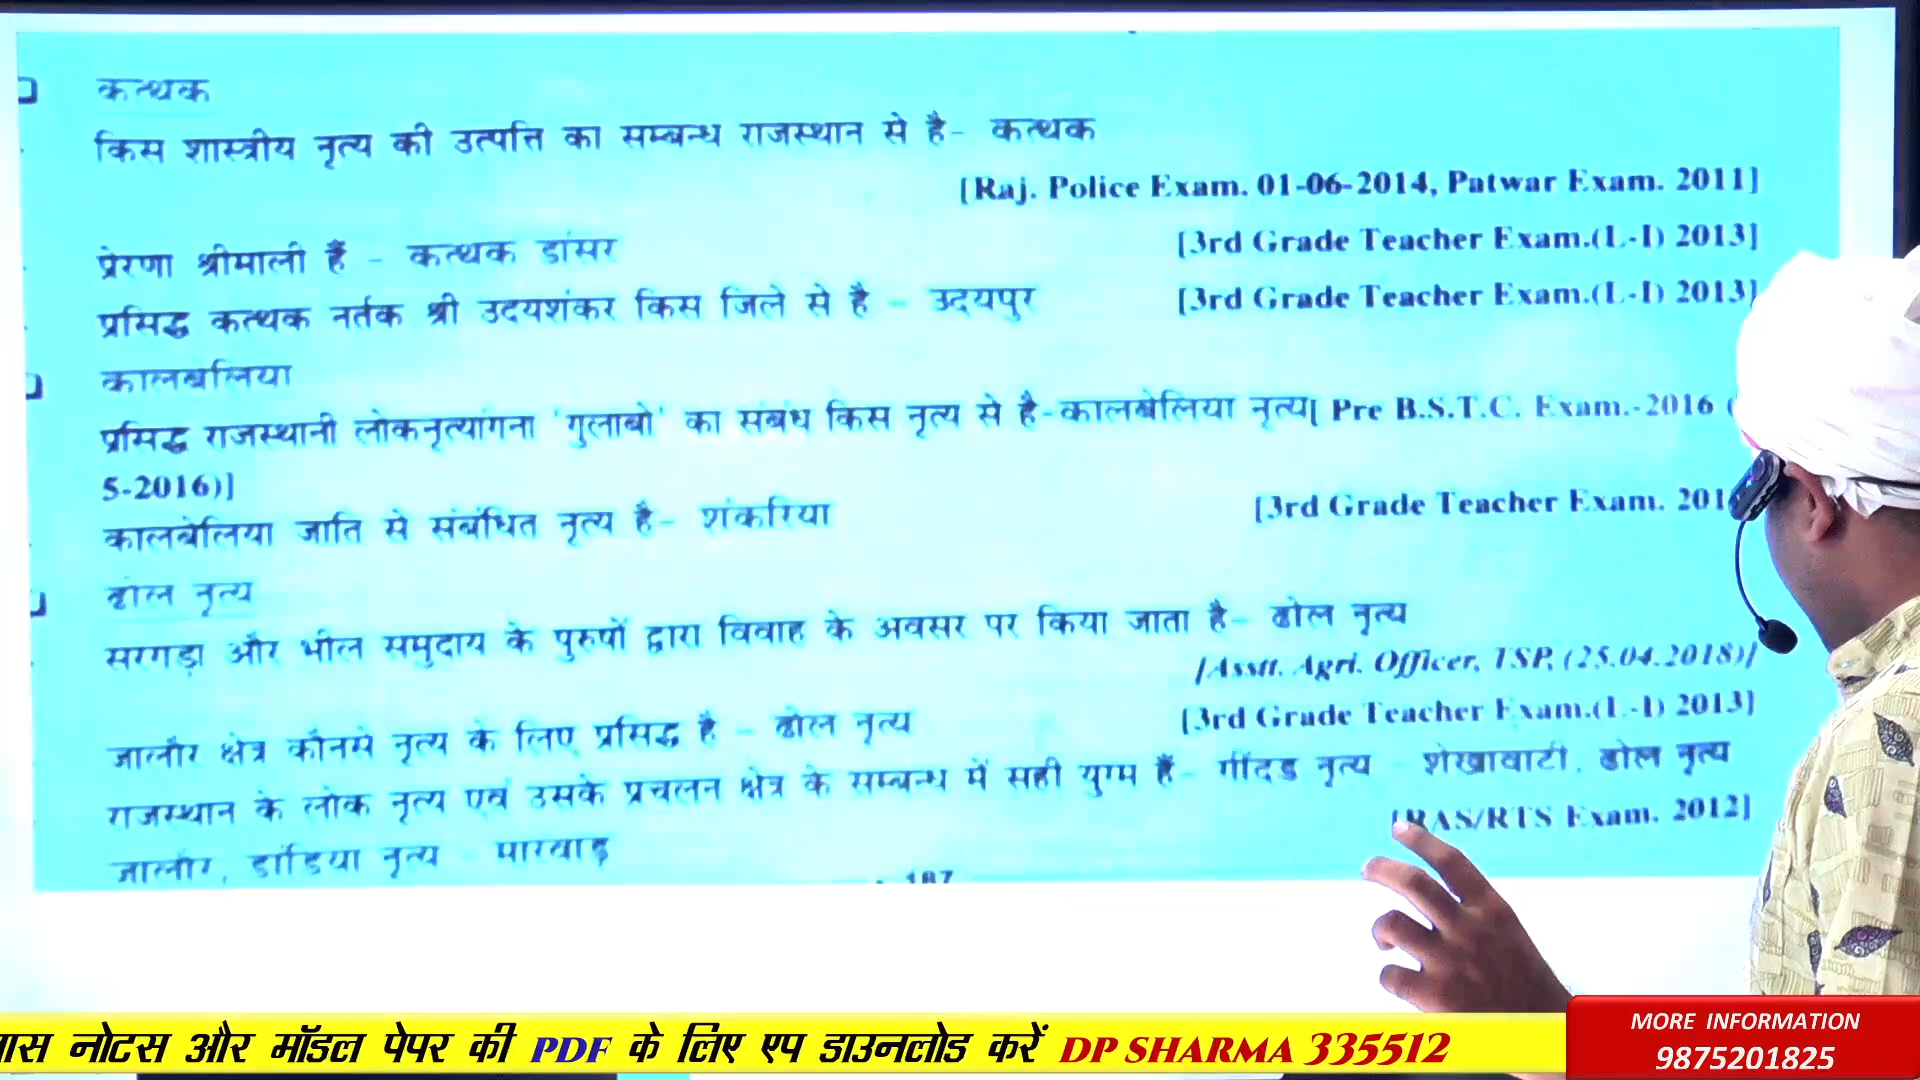 कत्थक
किस शास्त्रीय नृत्य की उत्पत्ति का सम्बन्ध राजस्थान से है- कत्थक
[Raj. Police Exam. 01-06-2014, Patwar Exam. 2011]
प्रेरणा श्रीमाली हैं - कत्थक डांसर [3rd Grade Teacher Exam.(L-I) 2013]
प्रसिद्ध कत्थक नर्तक श्री उदयशंकर किस जिले से है - उदयपुर [3rd Grade Teacher Exam.(L-I) 2013]
कालबेलिया
प्रसिद्ध राजस्थानी लोकनृत्यांगना 'गुलाबो' का संबंध किस नृत्य से है-कालबेलिया नृत्य[ Pre B.S.T.C. Exam.-2016 (
5-2016)]
कालबेलिया जाति से संबंधित नृत्य है- शंकरिया [3rd Grade Teacher Exam. 201
ढोल नृत्य
सरगड़ा और भील समुदाय के पुरुषों द्वारा विवाह के अवसर पर किया जाता है- ढोल नृत्य
[Asstt. Agri. Officer, TSP, (25.04.2018)]
जालौर क्षेत्र कौनसे नृत्य के लिए प्रसिद्ध है - ढोल नृत्य [3rd Grade Teacher Exam.(L-I) 2013]
राजस्थान के लोक नृत्य एवं उसके प्रचलन क्षेत्र के सम्बन्ध में सही युग्म हैं- गींदड नृत्य - शेखावाटी, ढोल नृत्य
जालौर, डांडिया नृत्य - मारवाड़ [RAS/RTS Exam. 2012]
187
नोटस और मॉडल पेपर की PDF के लिए एप डाउनलोड करें DP SHARMA 335512
MORE INFORMATION
9875201825